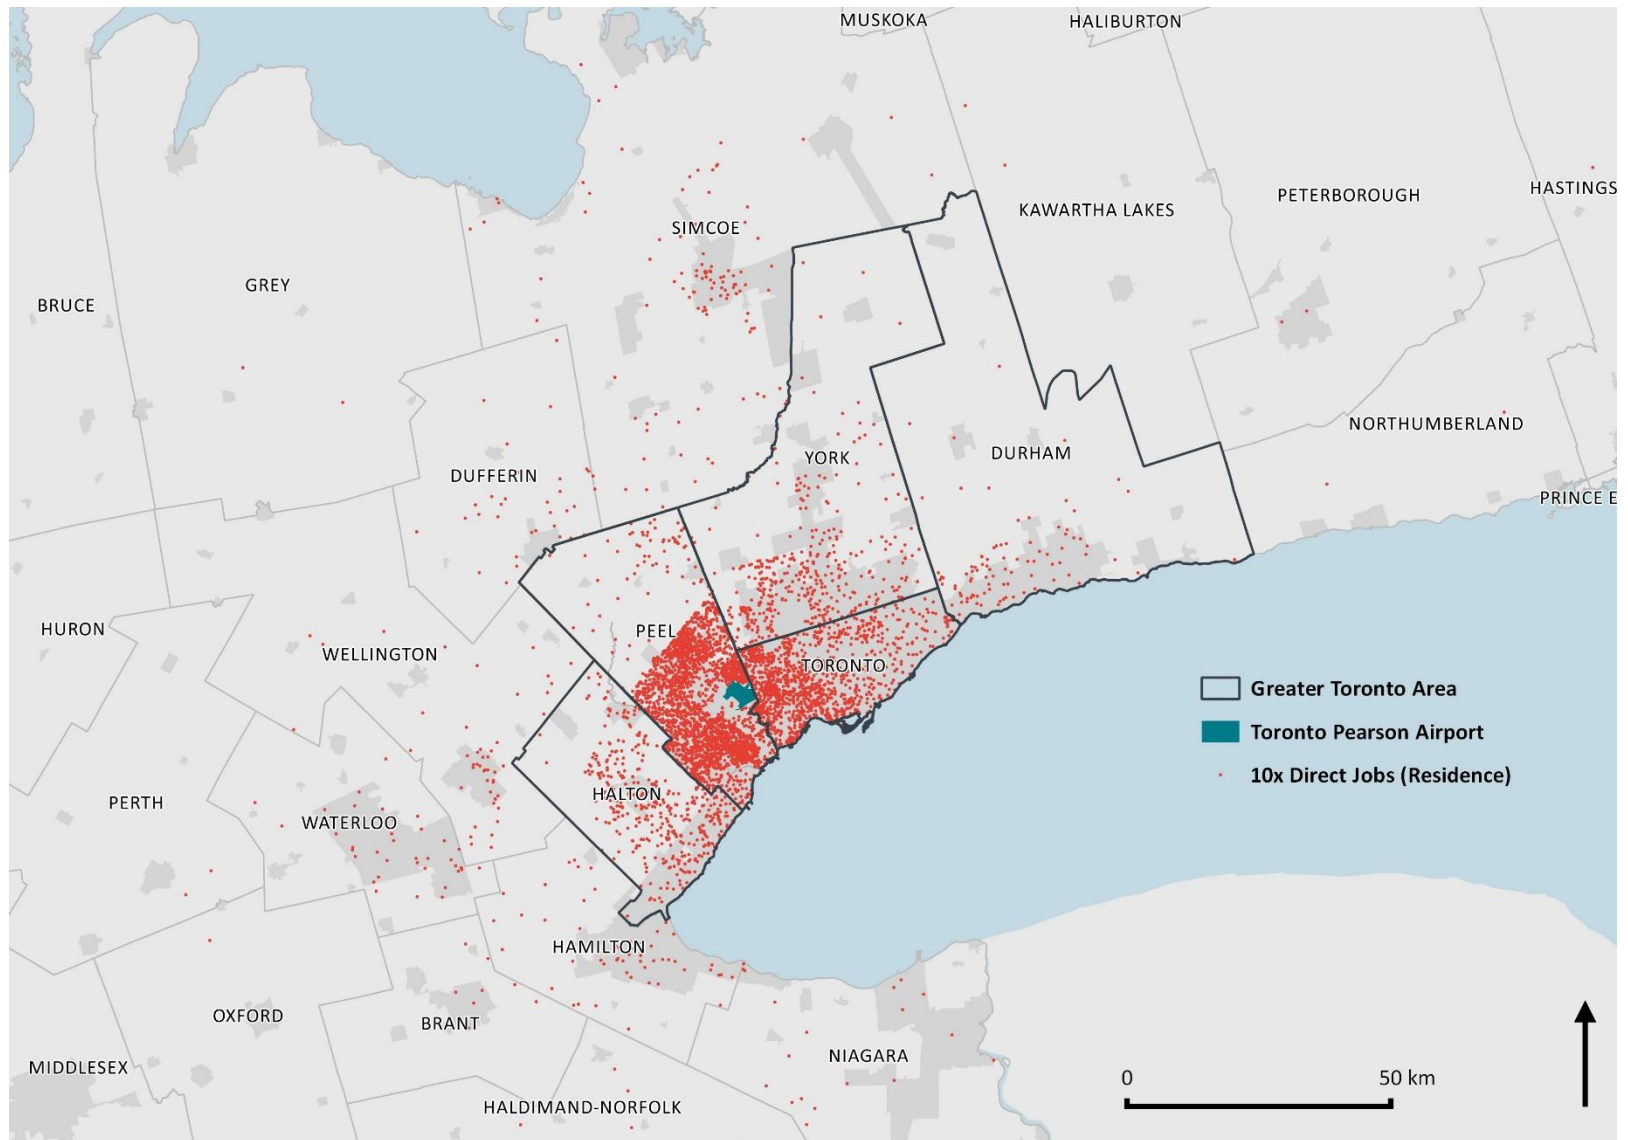 MUSKOKA
HALIBURTON
HASTINGS
PETERBOROUGH
KAWARTHA LAKES
SIMCOE
GREY
BRUCE
NORTHUMBERLAND
DURHAM
YORK
DUFFERIN
PRINCE E
HURON
PEEL
WELLINGTON
TORONTO
Greater Toronto Area
Toronto Pearson Airport
10x Direct Jobs (Residence)
HALTON
PERTH
WATERLOO
HAMILTON
OXFORD
BRANT
NIAGARA
MIDDLESEX
0 50 km
HALDIMAND-NORFOLK